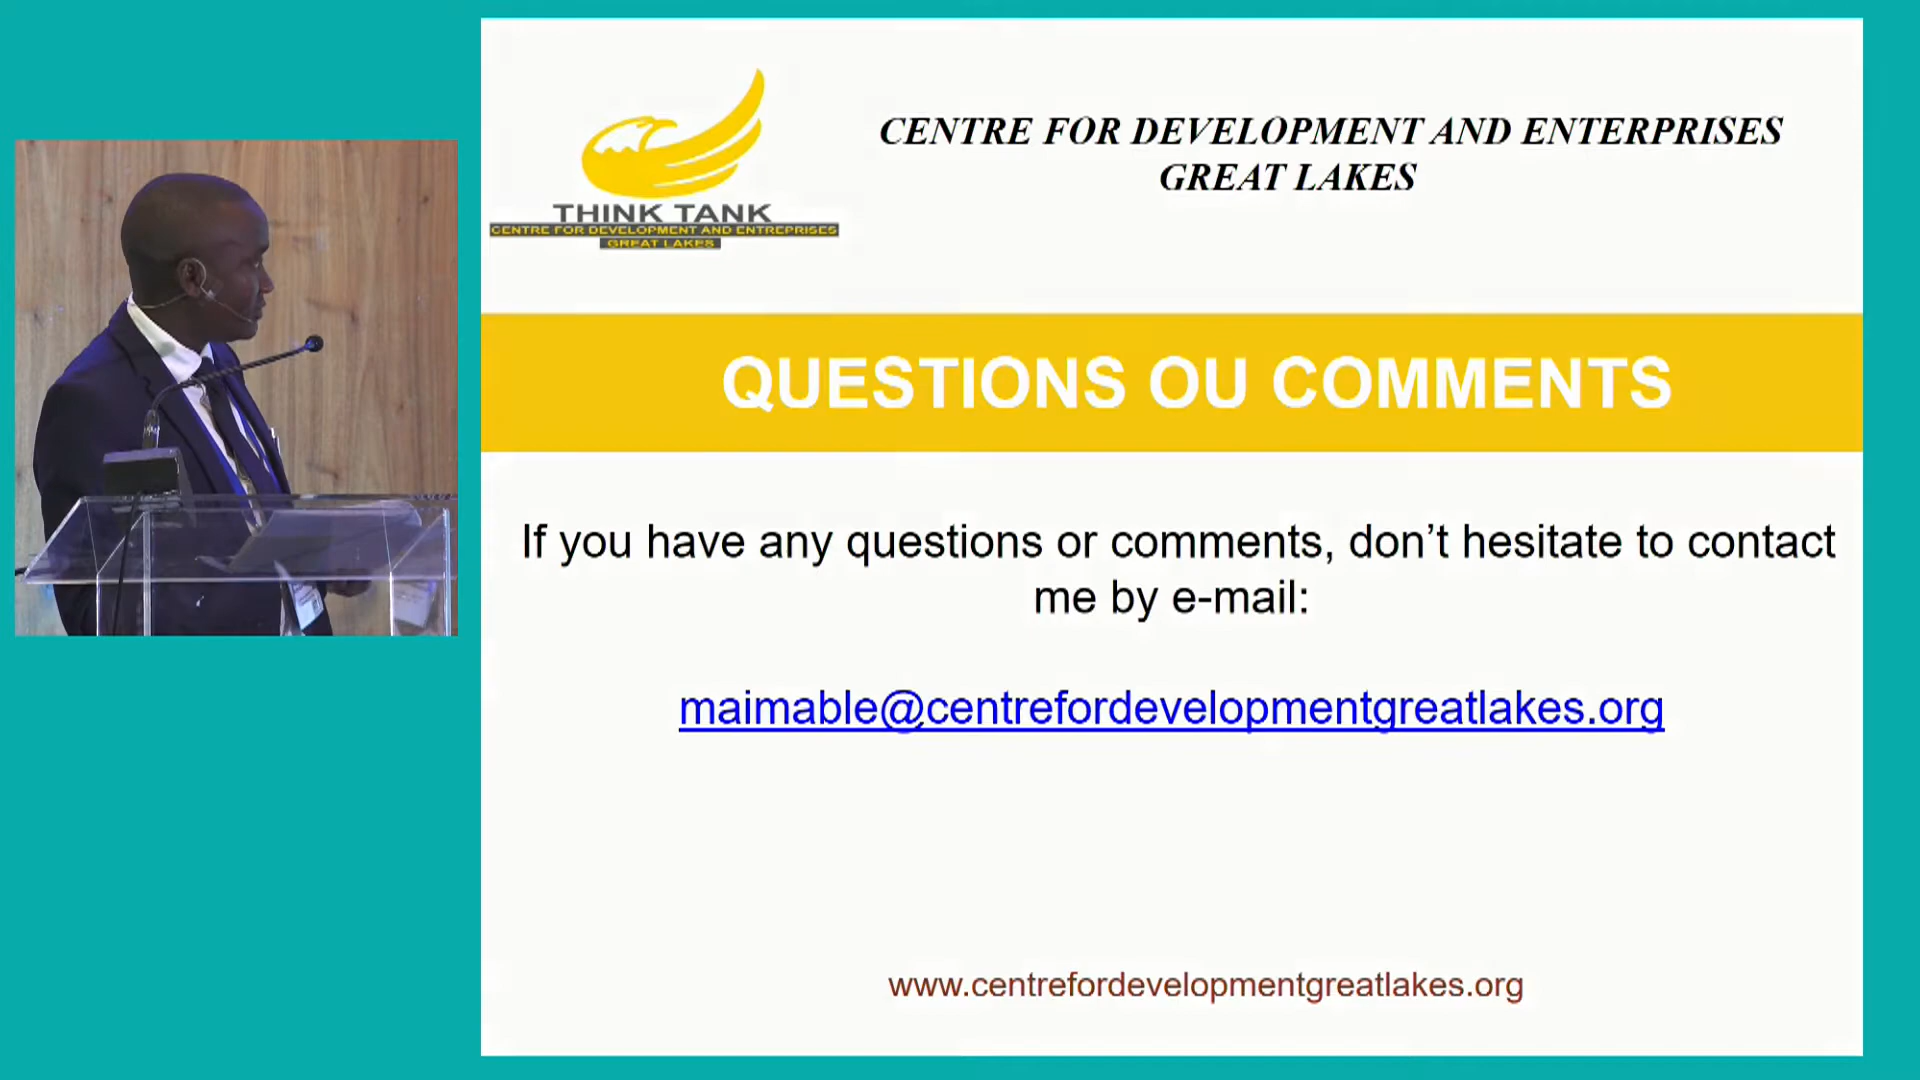 THINK TANK
CENTRE FOR DEVELOPMENT AND ENTREPRISES
GREAT LAKES
CENTRE FOR DEVELOPMENT AND ENTERPRISES
GREAT LAKES
QUESTIONS OU COMMENTS
If you have any questions or comments, don’t hesitate to contact
me by e-mail:
maimable@centrefordevelopmentgreatlakes.org
www.centrefordevelopmentgreatlakes.org